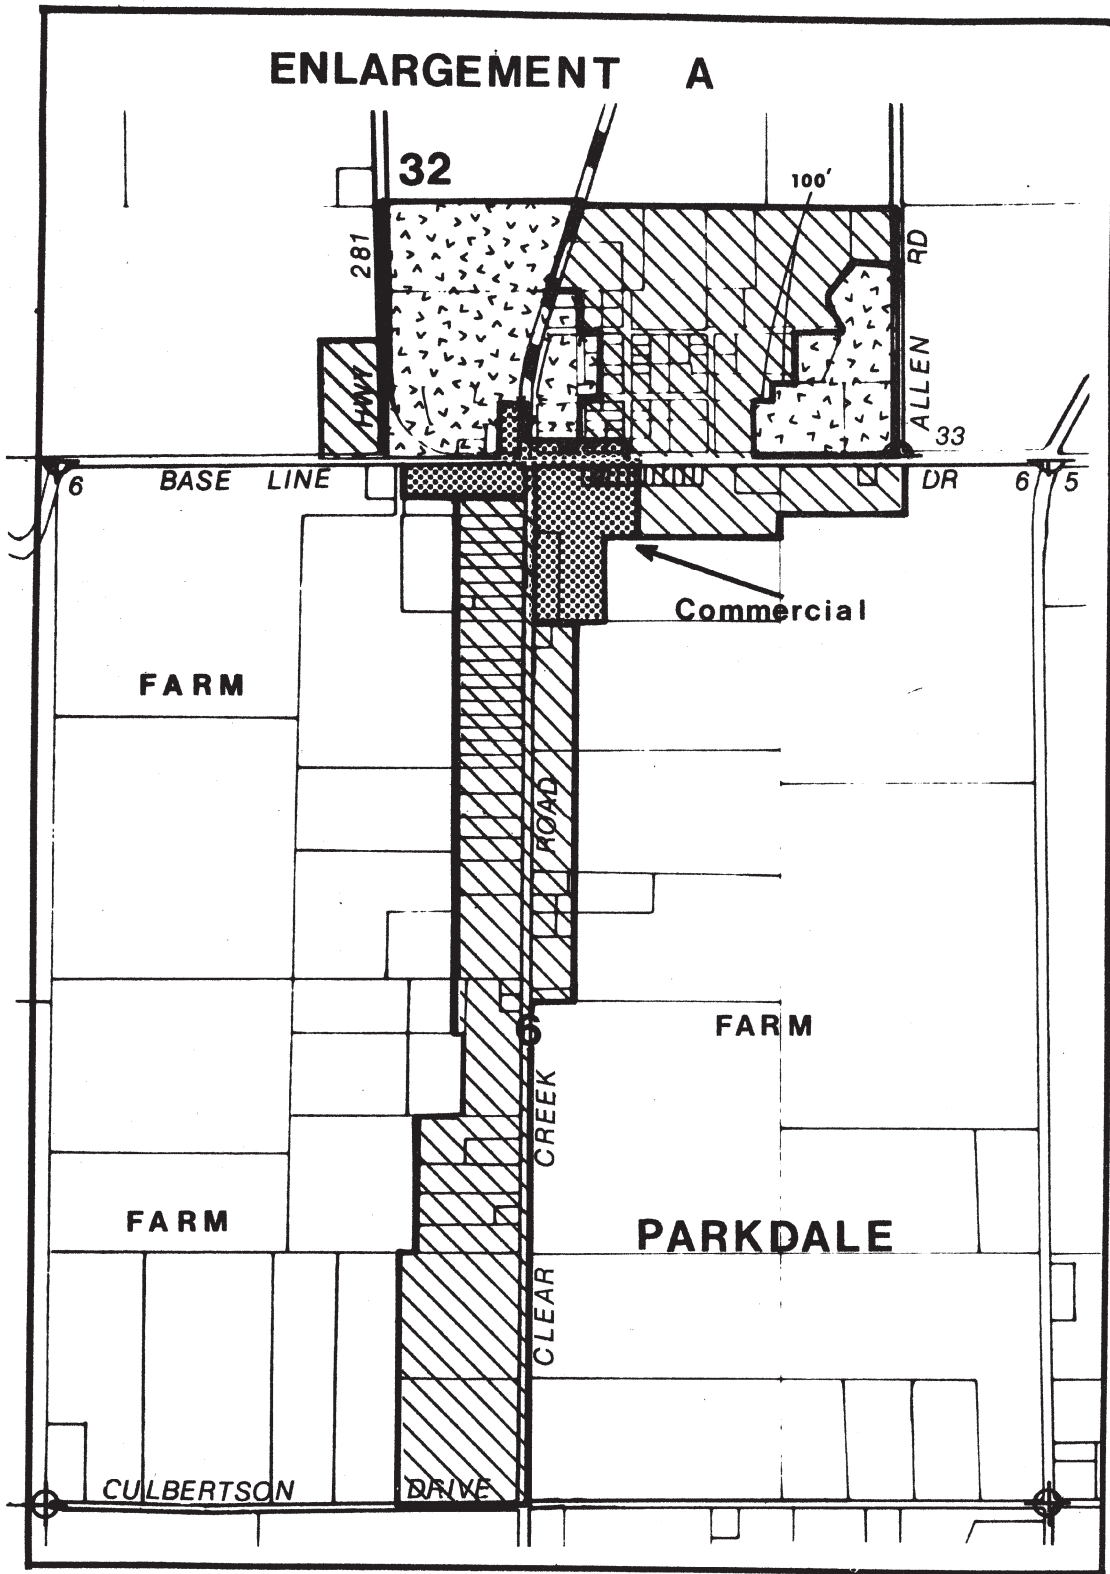 ENLARGEMENT A
32
100'
281
RD
HWY
ALLEN
33
6
BASE LINE
DR
6
5
Commercial
FARM
ROAD
6
FARM
CREEK
FARM
PARKDALE
CLEAR
CULBERTSON DRIVE